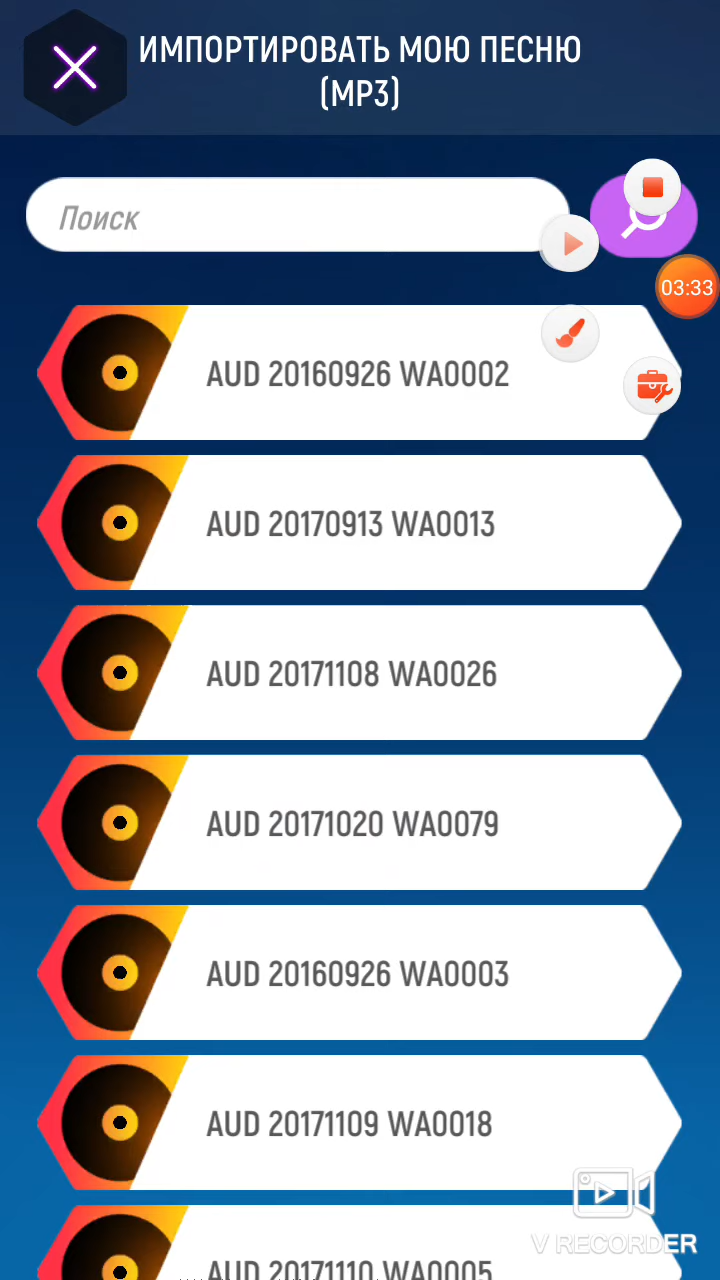 ИМПОРТИРОВАТЬ МОЮ ПЕСНЮ
(MP3)
Поиск
03:33
AUD 20160926 WA0002
AUD 20170913 WA0013
AUD 20171108 WA0026
AUD 20171020 WA0079
AUD 20160926 WA0003
AUD 20171109 WA0018
V RECORDER
AUD 20171110 WA0005